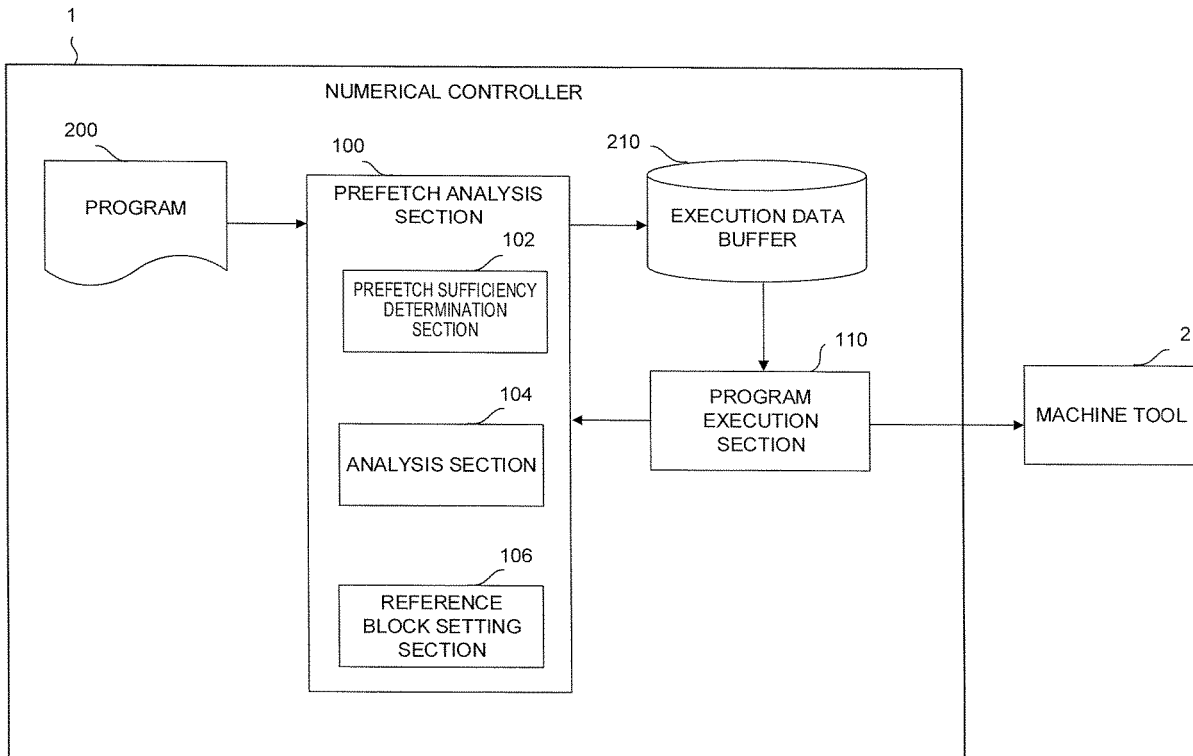 1
NUMERICAL CONTROLLER
200
PROGRAM
100
PREFETCH ANALYSIS
SECTION
102
PREFETCH SUFFICIENCY
DETERMINATION
SECTION
104
ANALYSIS SECTION
106
REFERENCE
BLOCK SETTING
SECTION
210
EXECUTION DATA
BUFFER
110
PROGRAM
EXECUTION
SECTION
2
MACHINE TOOL